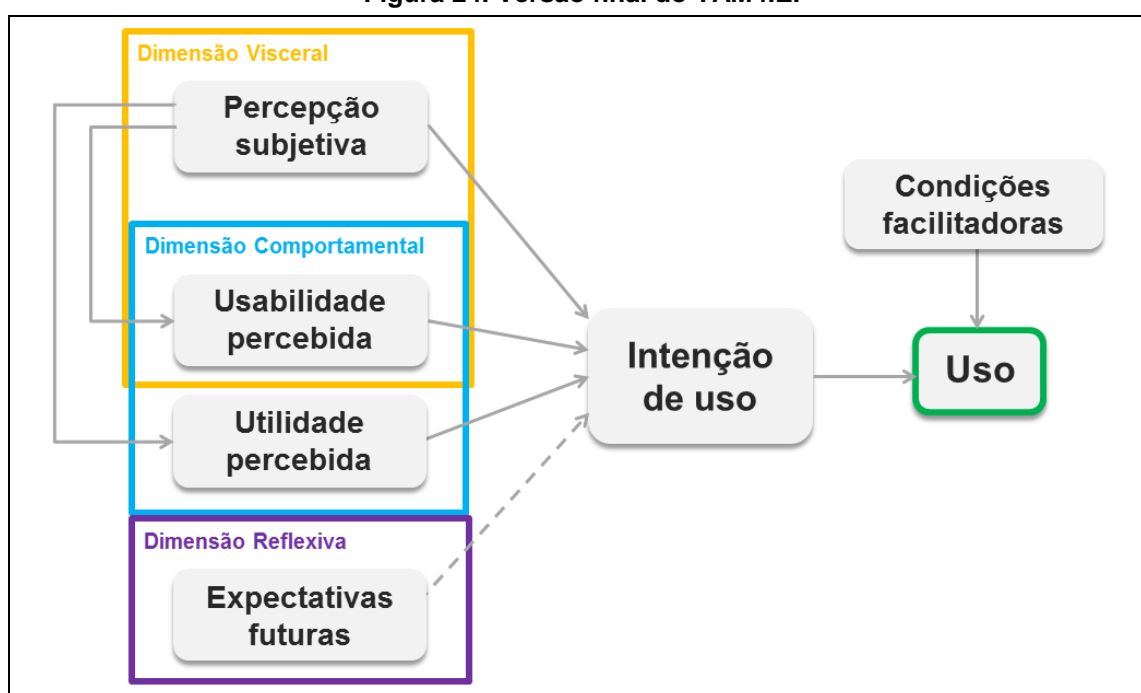 Dimensão Visceral
Percepção
subjetiva
Dimensão Comportamental
Usabilidade
percebida
Utilidade
percebida
Dimensão Reflexiva
Expectativas
futuras
Intenção
de uso
Condições
facilitadoras
Uso